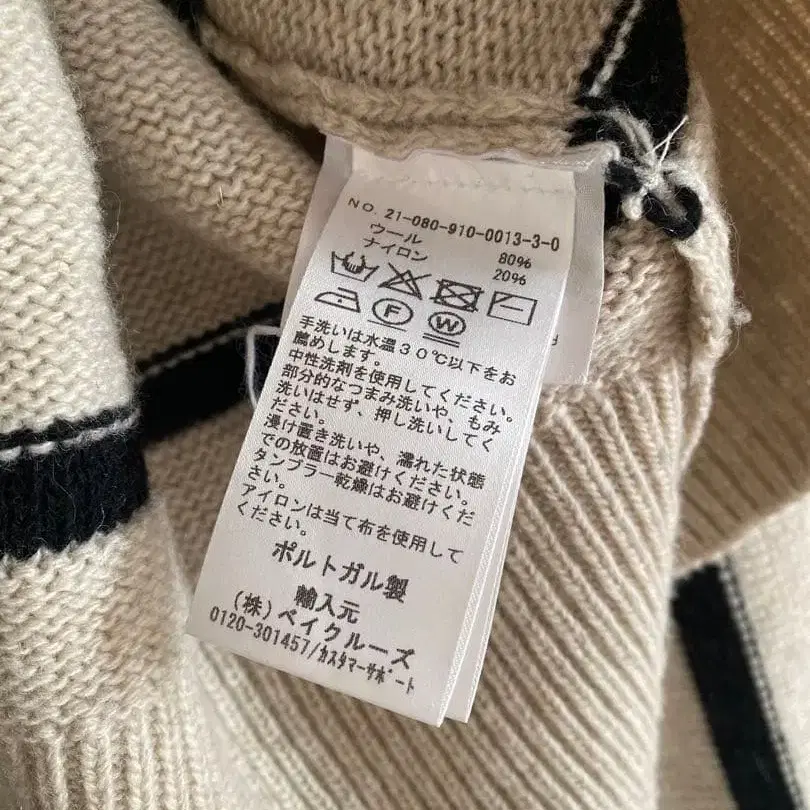 NO. 21-080-910-0013-3-0
ウール 80%
ナイロン 20%
F W
手洗いは水温30℃以下をお
薦めします。
中性洗剤を使用してください。
部分的なつまみ洗いや、もみ
洗いはせず、押し洗いしてく
ださい。
浸け置き洗いや、濡れた状態
での放置はお避けください。
タンブラー乾燥はお避けくだ
さい。
アイロンは当て布を使用して
ください。
ポルトガル製
輸入元
(株)ベイクルーズ
0120-301457/カスタマーサポート